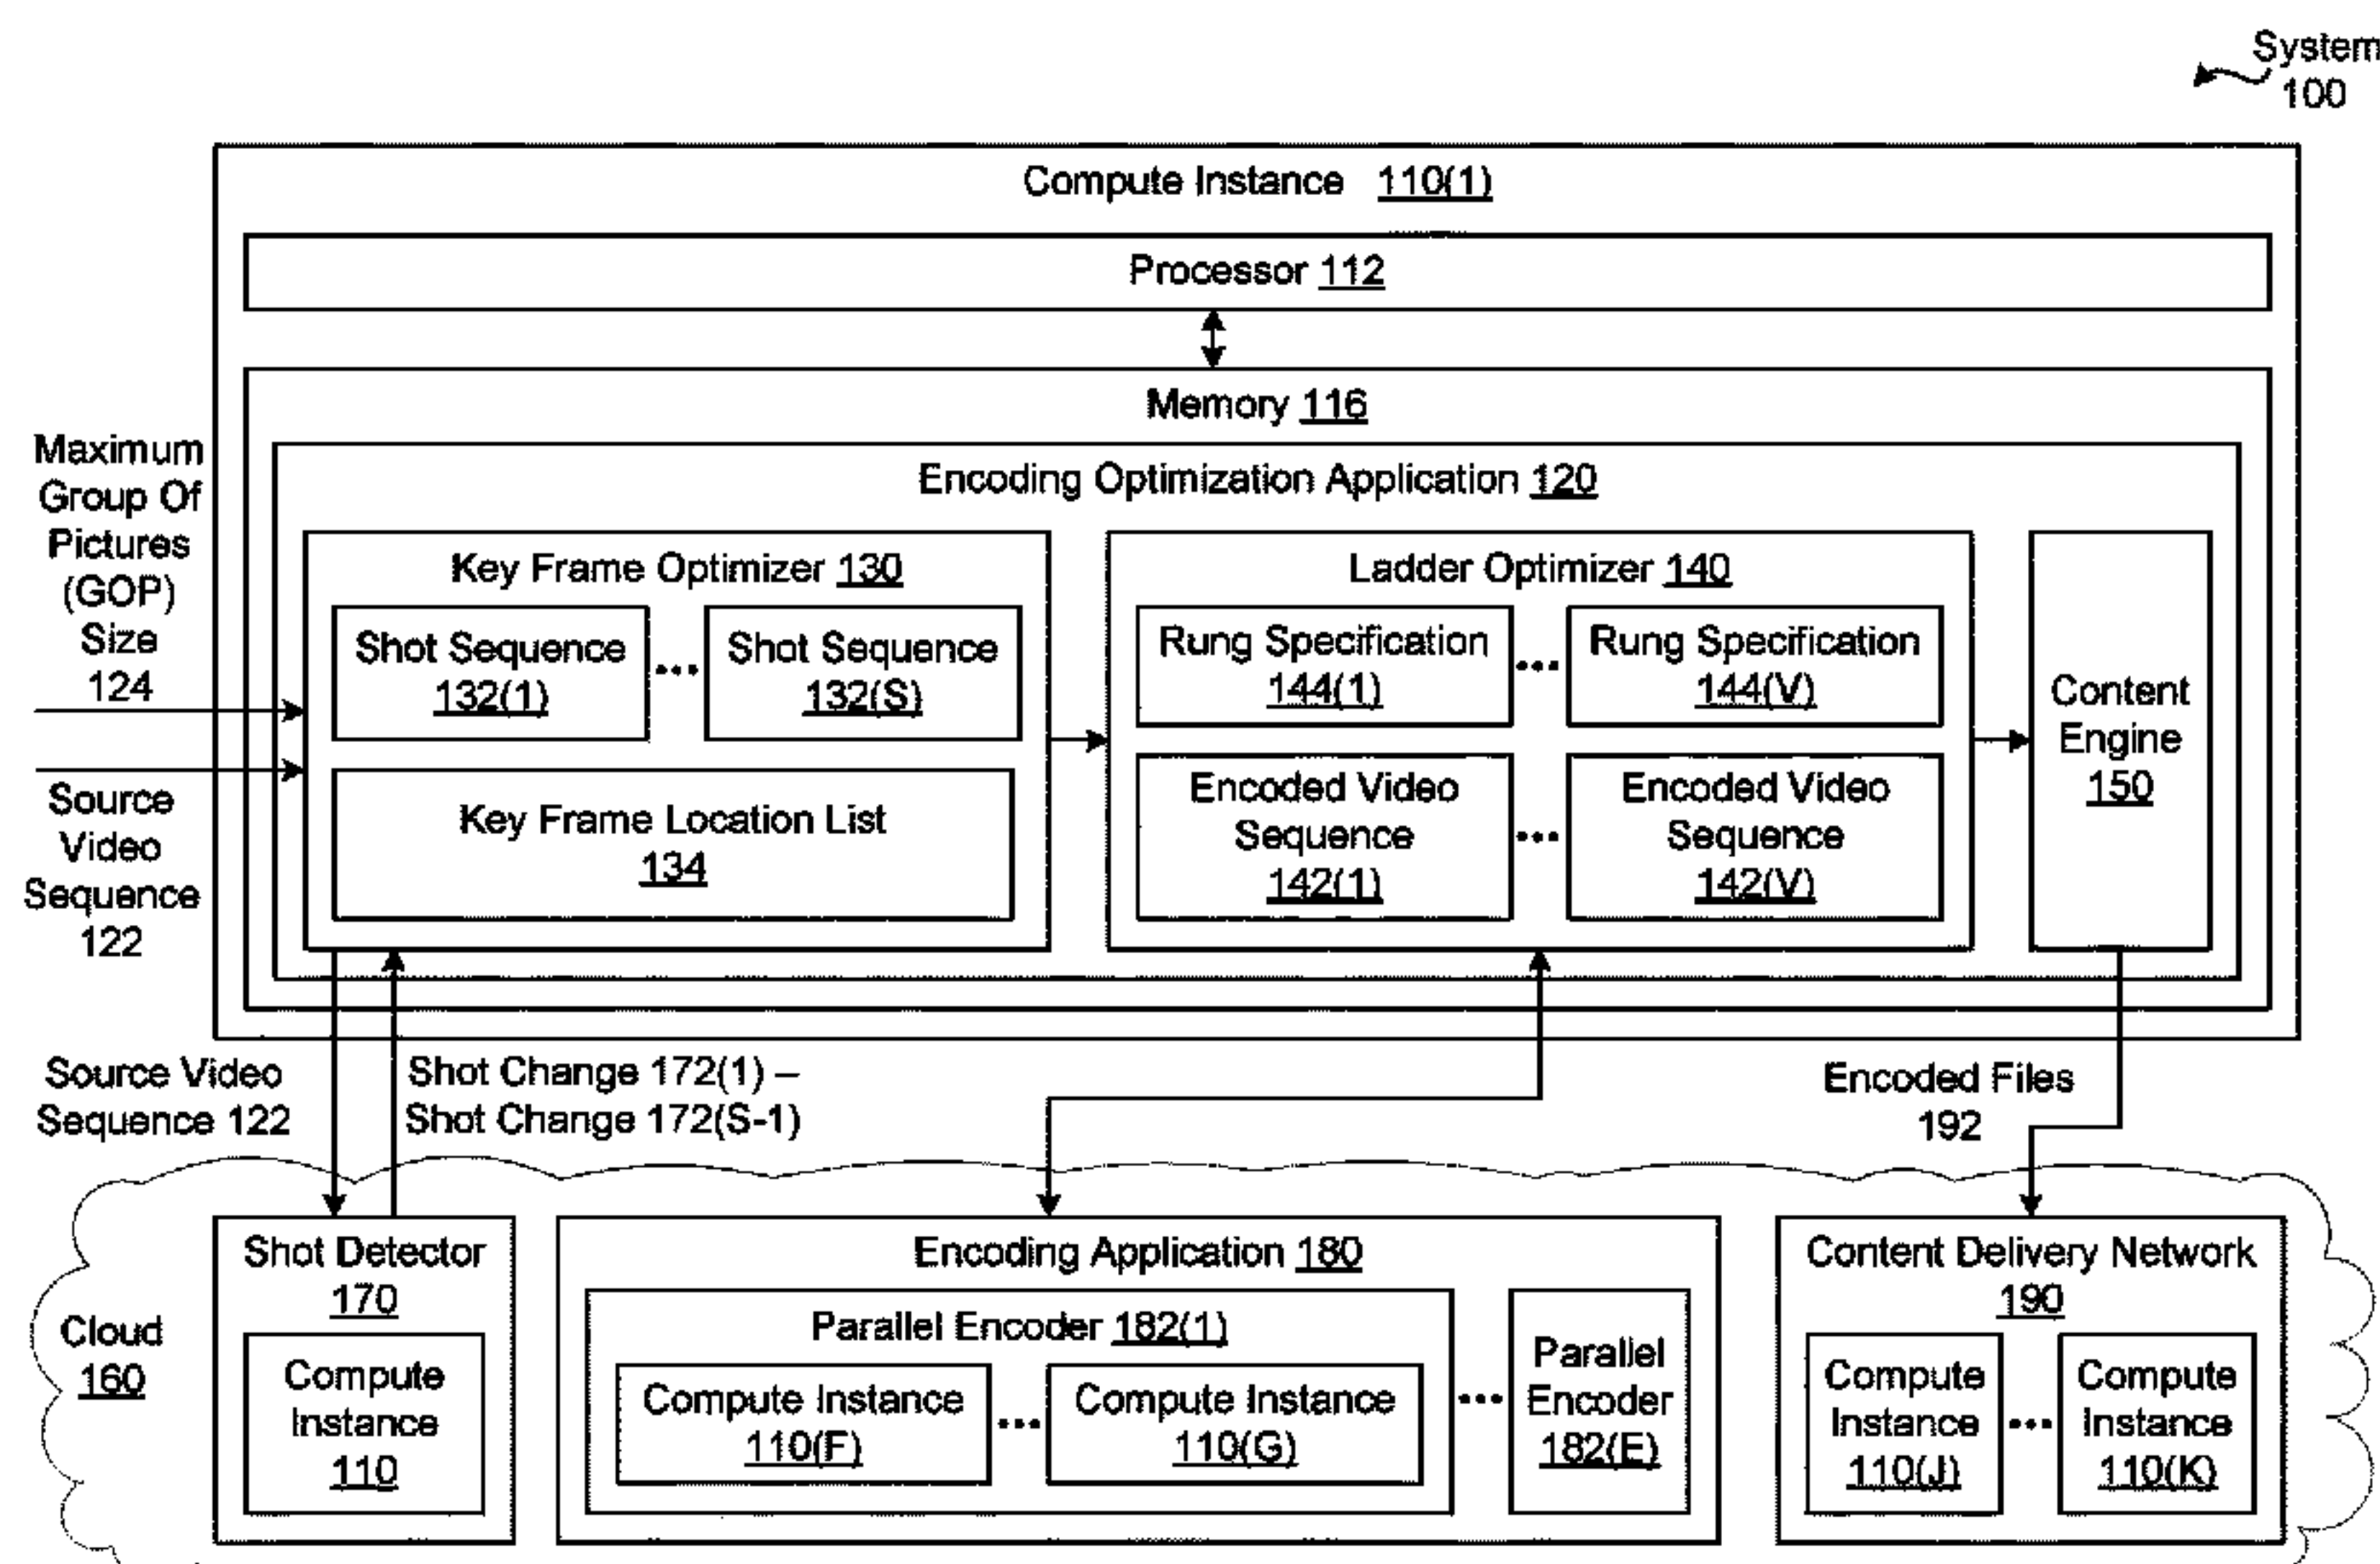 System
100
Compute Instance 110(1)
Processor 112
Memory 116
Encoding Optimization Application 120
Maximum
Group Of
Pictures
(GOP)
Size
124
Source
Video
Sequence
122
Key Frame Optimizer 130
Shot Sequence
132(1)
...
Shot Sequence
132(S)
Key Frame Location List
134
Ladder Optimizer 140
Rung Specification
144(1)
...
Rung Specification
144(V)
Encoded Video
Sequence
142(1)
...
Encoded Video
Sequence
142(V)
Content
Engine
150
Source Video
Sequence 122
Shot Change 172(1) –
Shot Change 172(S-1)
Encoded Files
192
Cloud
160
Shot Detector
170
Compute
Instance
110
Encoding Application 180
Parallel Encoder 182(1)
Compute Instance
110(F)
...
Compute Instance
110(G)
...
Parallel
Encoder
182(E)
Content Delivery Network
190
Compute
Instance
110(J)
...
Compute
Instance
110(K)